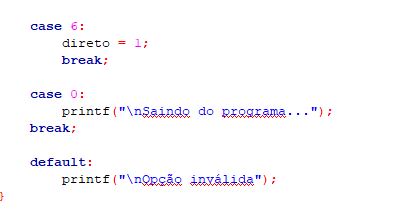 case 6:
direto = 1;
break;
case 0:
printf("\nSaindo do programa...");
break;
default:
printf("\nOpção inválida");
}